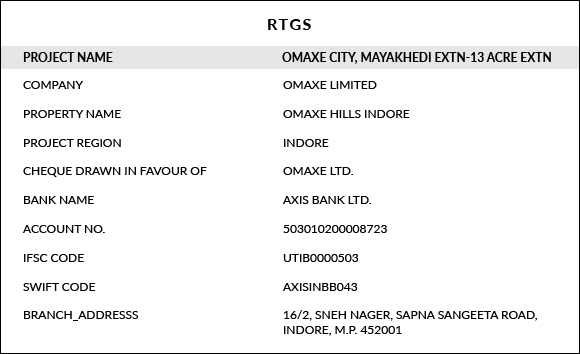 RTGS
PROJECT NAME OMAXE CITY, MAYAKHEDI EXTN-13 ACRE EXTN
COMPANY OMAXE LIMITED
PROPERTY NAME OMAXE HILLS INDORE
PROJECT REGION INDORE
CHEQUE DRAWN IN FAVOUR OF OMAXE LTD.
BANK NAME AXIS BANK LTD.
ACCOUNT NO. 503010200008723
IFSC CODE UTIB0000503
SWIFT CODE AXISINBB043
BRANCH_ADDRESSS 16/2, SNEH NAGER, SAPNA SANGEETA ROAD,
INDORE, M.P. 452001